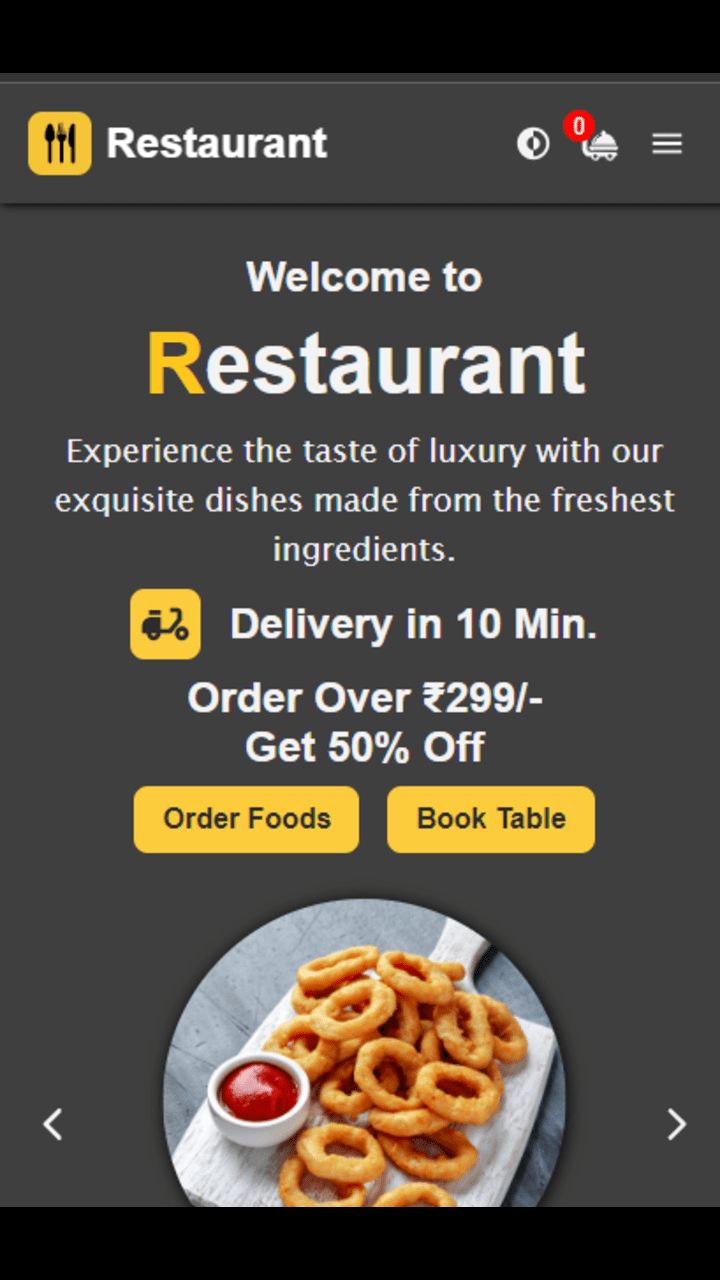 Restaurant
0
Welcome to
Restaurant
Experience the taste of luxury with our
exquisite dishes made from the freshest
ingredients.
Delivery in 10 Min.
Order Over ₹299/-
Get 50% Off
Order Foods
Book Table